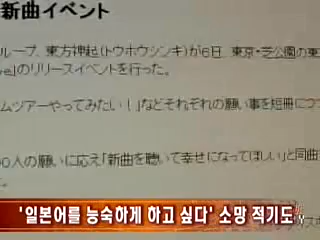 新曲イベント
ループ、東方神起(トウホウシンキ)が6日、東京・芝公園の東
のリリースイベントを行った。
ムツアーやってみたい!」などそれぞれの願い事を短冊に
0人の願いに応え「新曲を聴いて幸せになってほしい」と同曲
'일본어를 능숙하게 하고 싶다' 소망 적기도